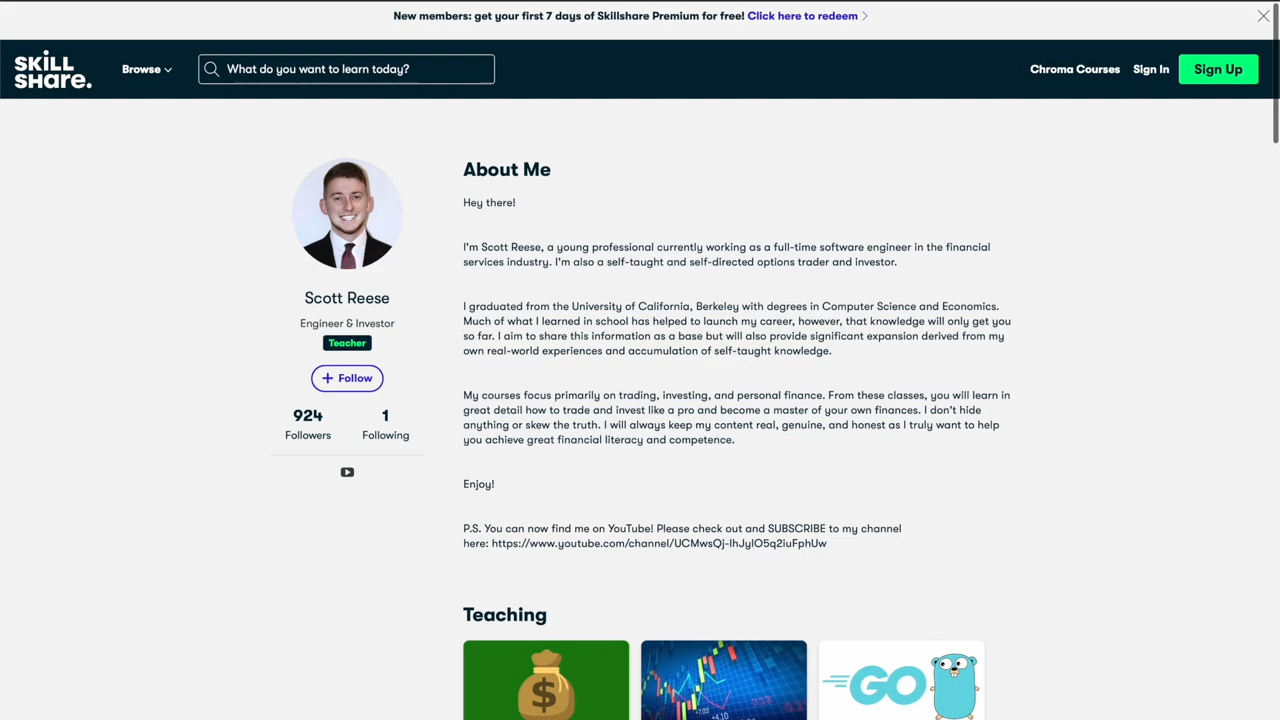 New members: get your first 7 days of Skillshare Premium for free! Click here to redeem
SKILL
SHARE.
Browse
What do you want to learn today?
Chroma Courses
Sign In
Sign Up
Scott Reese
Engineer & Investor
Teacher
+ Follow
924
Followers
1
Following
About Me
Hey there!
I'm Scott Reese, a young professional currently working as a full-time software engineer in the financial
services industry. I'm also a self-taught and self-directed options trader and investor.
I graduated from the University of California, Berkeley with degrees in Computer Science and Economics.
Much of what I learned in school has helped to launch my career, however, that knowledge will only get you
so far. I aim to share this information as a base but will also provide significant expansion derived from my
own real-world experiences and accumulation of self-taught knowledge.
My courses focus primarily on trading, investing, and personal finance. From these classes, you will learn in
great detail how to trade and invest like a pro and become a master of your own finances. I don't hide
anything or skew the truth. I will always keep my content real, genuine, and honest as I truly want to help
you achieve great financial literacy and competence.
Enjoy!
P.S. You can now find me on YouTube! Please check out and SUBSCRIBE to my channel
here: https://www.youtube.com/channel/UCMwsQj-lhJylO5q2iuFphUw
Teaching
$
+7.03
+4.10
GO